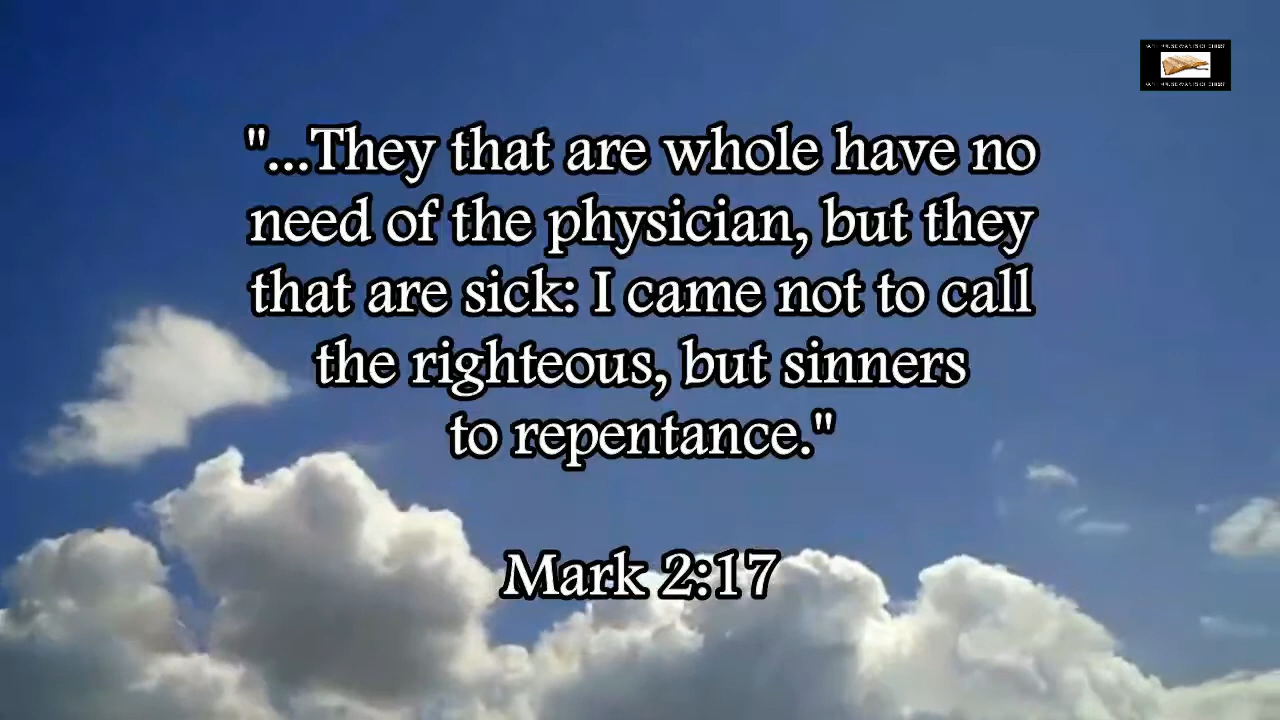 "...They that are whole have no
need of the physician, but they
that are sick: I came not to call
the righteous, but sinners
to repentance."
Mark 2:17